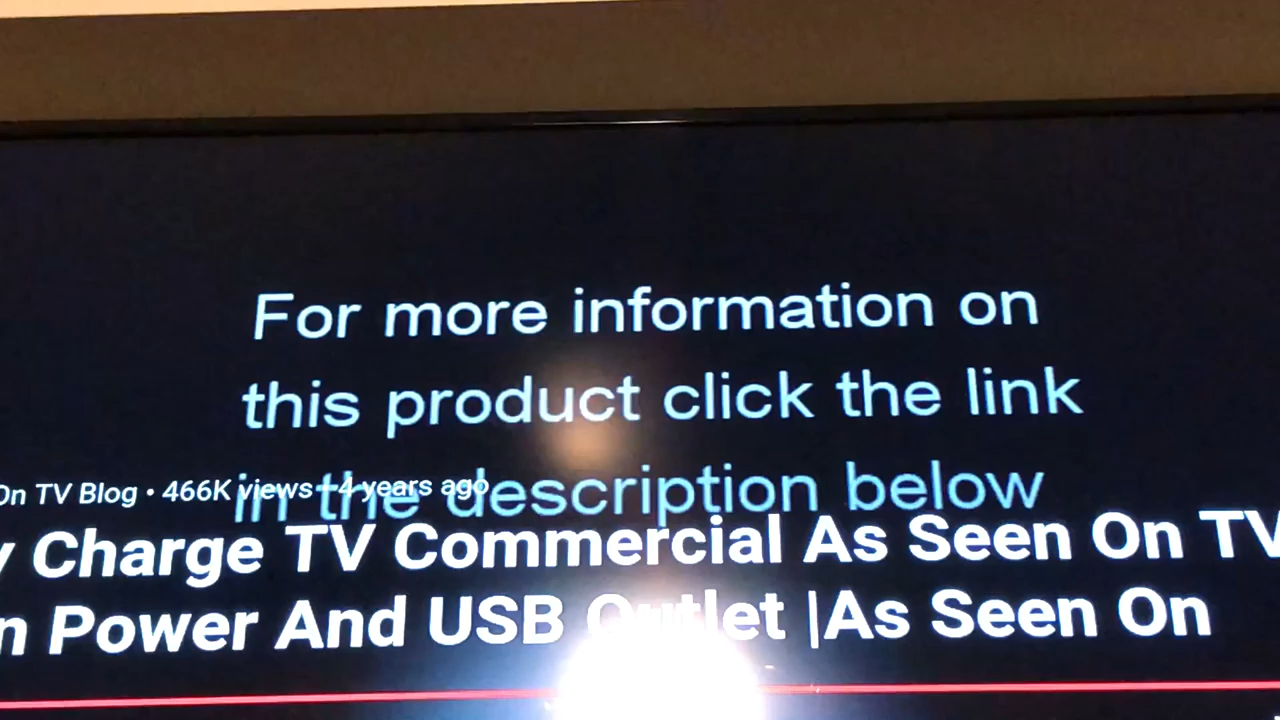 For more information on
this product click the link
in the description below
On TV Blog • 466K views • 4 years ago
Charge TV Commercial As Seen On TV
Power And USB Outlet |As Seen On